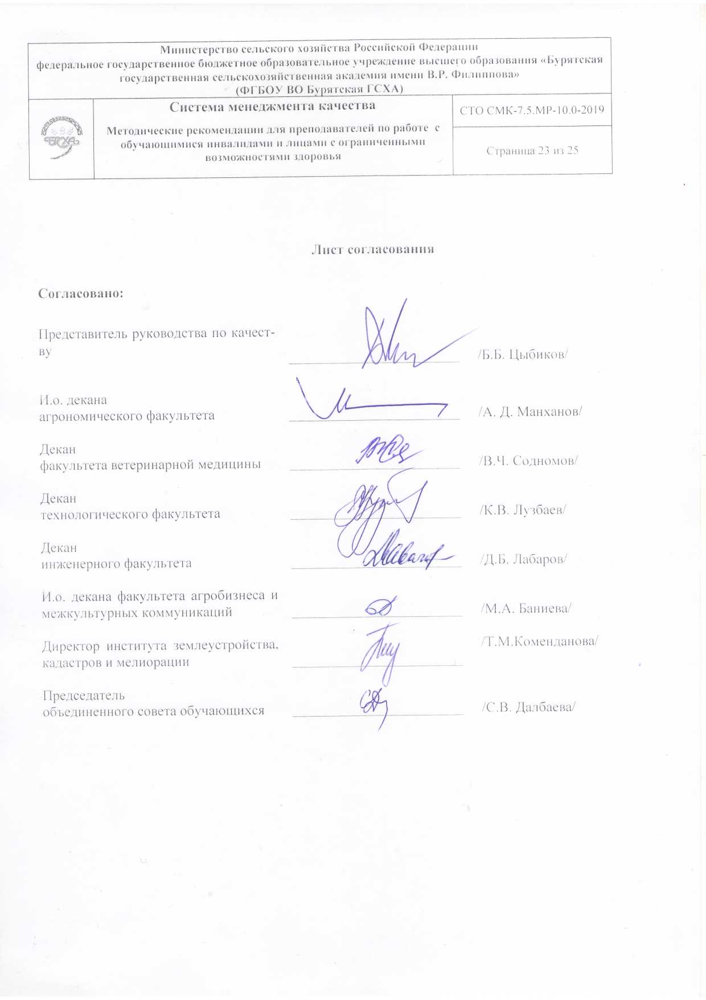 Министерство сельского хозяйства Российской Федерации
федеральное государственное бюджетное образовательное учреждение высшего образования «Бурятская
государственная сельскохозяйственная академия имени В.Р. Филиппова»
(ФГБОУ ВО Бурятская ГСХА)
БГСХА
Система менеджмента качества
Методические рекомендации для преподавателей по работе с
обучающимися инвалидами и лицами с ограниченными
возможностями здоровья
СТО СМК-7.5.МР-10.0-2019
Страница 23 из 25
Лист согласования
Согласовано:
Представитель руководства по качест-
ву
/Б.Б. Цыбиков/
И.о. декана
агрономического факультета
/А. Д. Манханов/
Декан
факультета ветеринарной медицины
/В.Ч. Содномов/
Декан
технологического факультета
/К.В. Лузбаев/
Декан
инженерного факультета
/Д.Б. Лабаров/
И.о. декана факультета агробизнеса и
межкультурных коммуникаций
/М.А. Баниева/
Директор института землеустройства,
кадастров и мелиорации
/Т.М.Коменданова/
Председатель
объединенного совета обучающихся
/С.В. Далбаева/